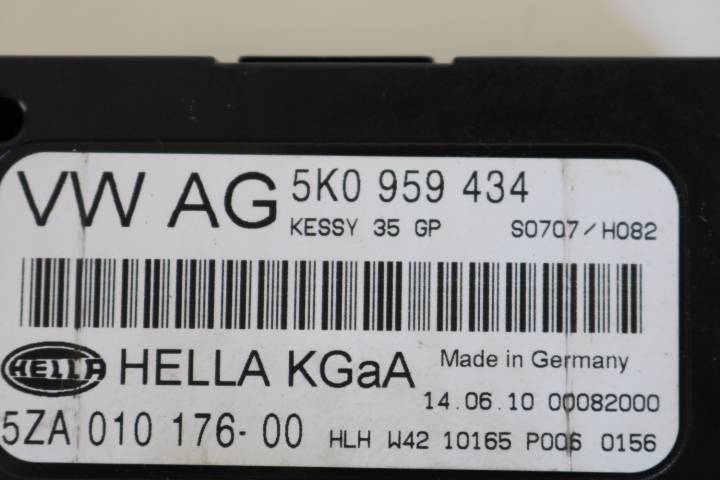 VW AG 5K0 959 434
KESSY 35 GP S0707/H082
HELLA HELLA KGaA Made in Germany
14.06.10 00082000
5ZA 010 176-00 HLH W42 10165 P006 0156